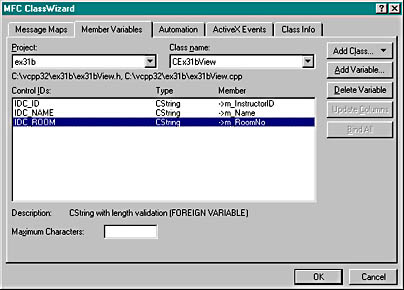 MFC ClassWizard
Message Maps Member Variables Automation ActiveX Events Class Info
Project: Class name:
ex31b CEx31bView Add Class...
C:\vcpp32\ex31b\ex31bView.h, C:\vcpp32\ex31b\ex31bView.cpp Add Variable...
Control IDs: Type Member Delete Variable
IDC_ID CString ->m_InstructorID
IDC_NAME CString ->m_Name Update Columns
IDC_ROOM CString ->m_RoomNo Bind All
Description: CString with length validation (FOREIGN VARIABLE)
Maximum Characters:
OK Cancel